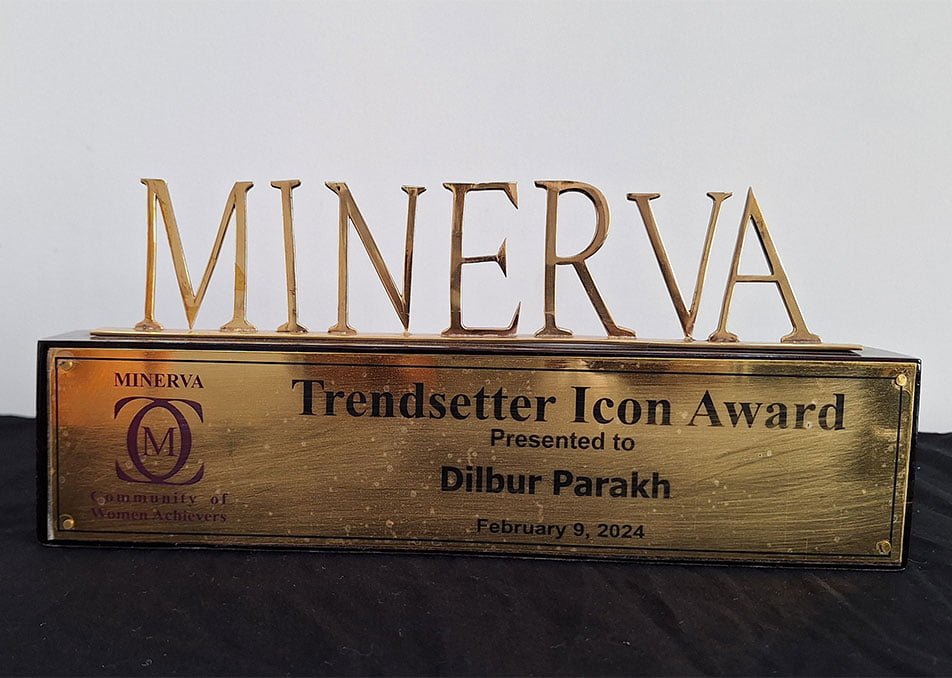 MINERVA
MINERVA
M
Community of
Women Achievers
Trendsetter Icon Award
Presented to
Dilbur Parakh
February 9, 2024